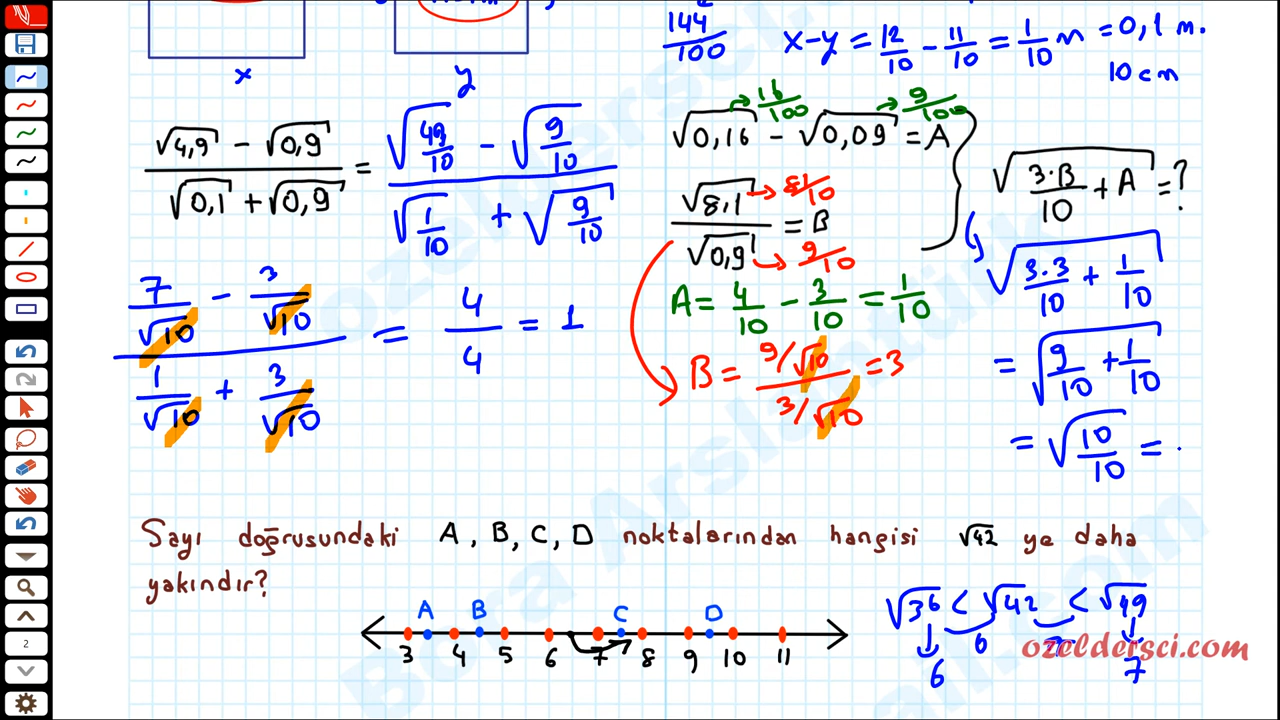 144/100 x-y = 12/10 - 11/10 = 1/10 m = 0,1 m.
10 cm
x y
(√4,9 - √0,9)/(√0,1 + √0,9) = (√(49/10) - √(9/10))/(√(1/10) + √(9/10))
(7/√10 - 3/√10)/(1/√10 + 3/√10) = 4/4 = 1
16/100 9/100
√0,16 - √0,09 = A
√8,1/√0,9 = B
81/10
9/10
A = 4/10 - 3/10 = 1/10
B = (9/√10)/(3/√10) = 3
√(3.B/10 + A) = ?
√(3.3/10 + 1/10)
= √(9/10 + 1/10)
= √(10/10) =
Sayı doğrusundaki A, B, C, D noktalarından hangisi √42 ye daha
yakındır?
A B C D
3 4 5 6 7 8 9 10 11
√36 < √42 < √49
6 7
6 7
ozeldersci.com
2